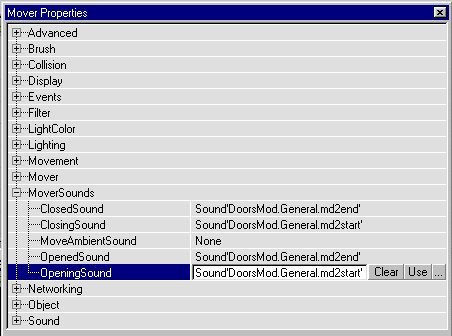 Mover Properties
Advanced
Brush
Collision
Display
Events
Filter
LightColor
Lighting
Movement
Mover
MoverSounds
ClosedSound Sound'DoorsMod.General.md2end'
ClosingSound Sound'DoorsMod.General.md2start'
MoveAmbientSound None
OpenedSound Sound'DoorsMod.General.md2end'
OpeningSound Sound'DoorsMod.General.md2start' Clear Use ...
Networking
Object
Sound